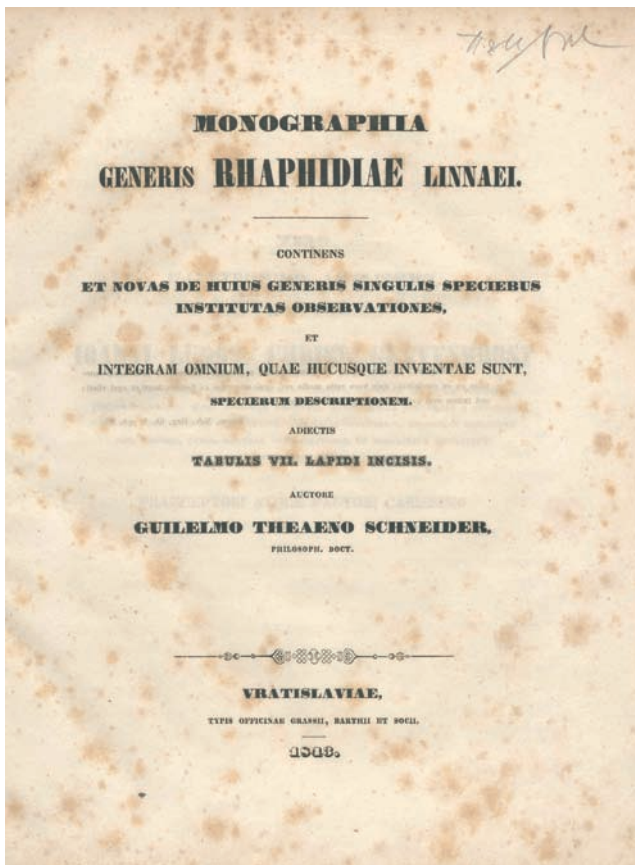 MONOGRAPHIA
GENERIS RHAPHIDIAE LINNAEI.
CONTINENS
ET NOVAS DE HUIUS GENERIS SINGULIS SPECIEBUS
INSTITUTAS OBSERVATIONES,
ET
INTEGRAM OMNIUM, QUAE HUCUSQUE INVENTAE SUNT,
SPECIERUM DESCRIPTIONEM.
ADIECTIS
TABULIS VII. LAPIDI INCISIS.
AUCTORE
GUILELMO THEAENO SCHNEIDER,
PHILOSOPH. DOCT.
VRATISLAVIAE,
TYPIS OFFICINAE GRASSII, BARTHII ET SOCII.
1843.